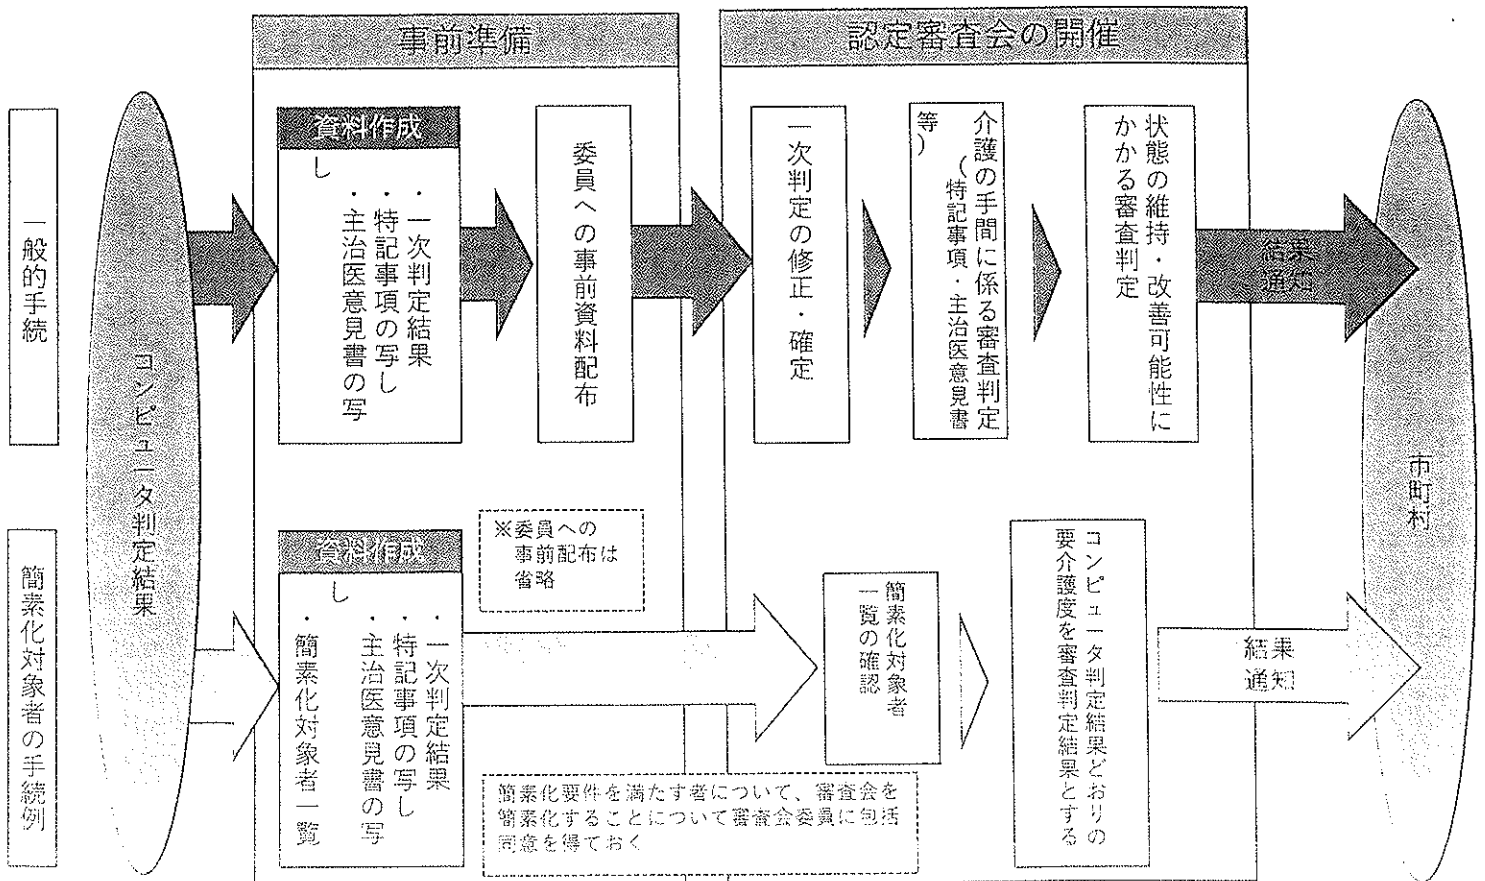 事前準備
認定審査会の開催
一般的手続
コンピュータ判定結果
資料作成
・一次判定結果
・特記事項の写し
・主治医意見書の写
し
委員への事前資料配布
一次判定の修正・確定
介護の手間に係る審査判定
(特記事項・主治医意見書
等)
状態の維持・改善可能性に
かかる審査判定
結果
通知
市町村
簡素化対象者の手続例
資料作成
・一次判定結果
・特記事項の写し
・主治医意見書の写
し
・簡素化対象者一覧
※委員への
事前配布は
省略
簡素化対象者
一覧の確認
コンピュータ判定結果どおりの
要介護度を審査判定結果とする
結果
通知
簡素化要件を満たす者について、審査会を
簡素化することについて審査会委員に包括
同意を得ておく